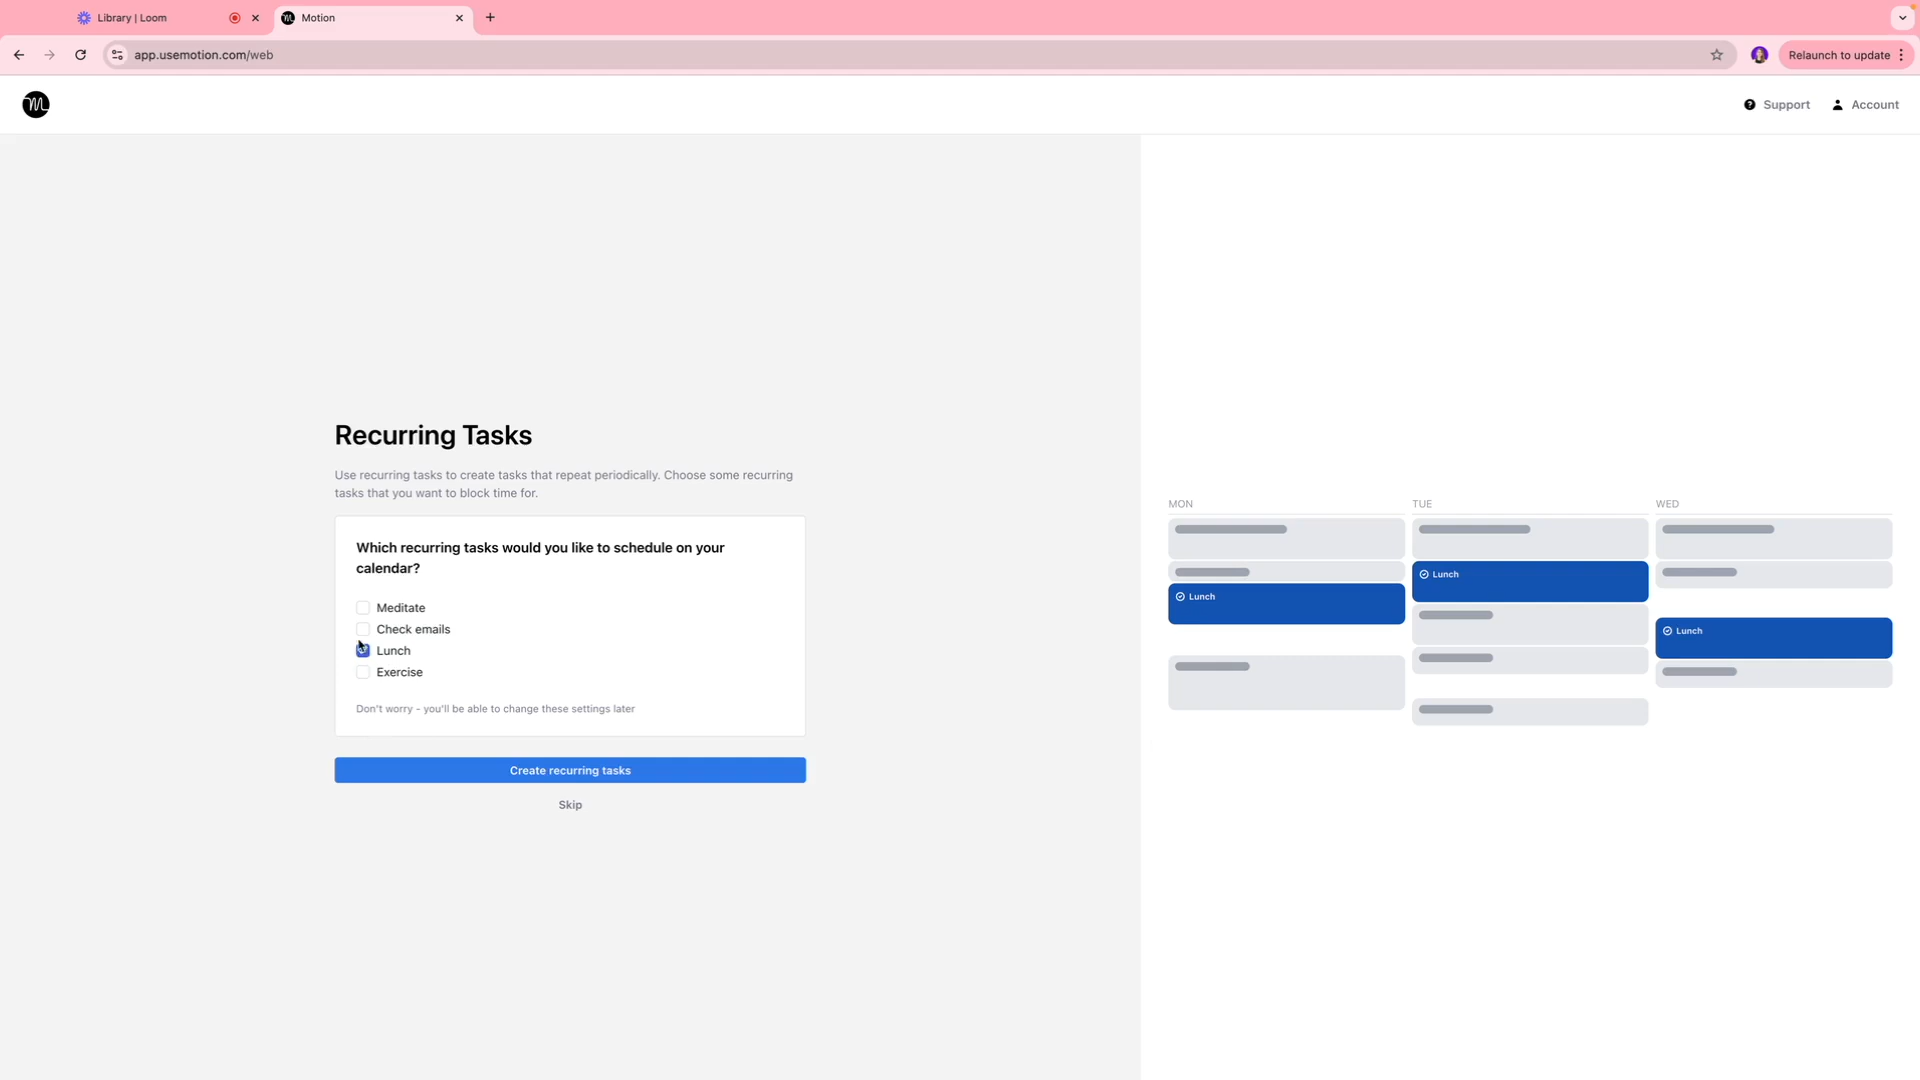 Library | Loom
Motion
app.usemotion.com/web
Relaunch to update
Support
Account
Recurring Tasks
Use recurring tasks to create tasks that repeat periodically. Choose some recurring
tasks that you want to block time for.
Which recurring tasks would you like to schedule on your
calendar?
Meditate
Check emails
Lunch
Exercise
Don't worry - you'll be able to change these settings later
Create recurring tasks
Skip
MON
TUE
WED
Lunch
Lunch
Lunch